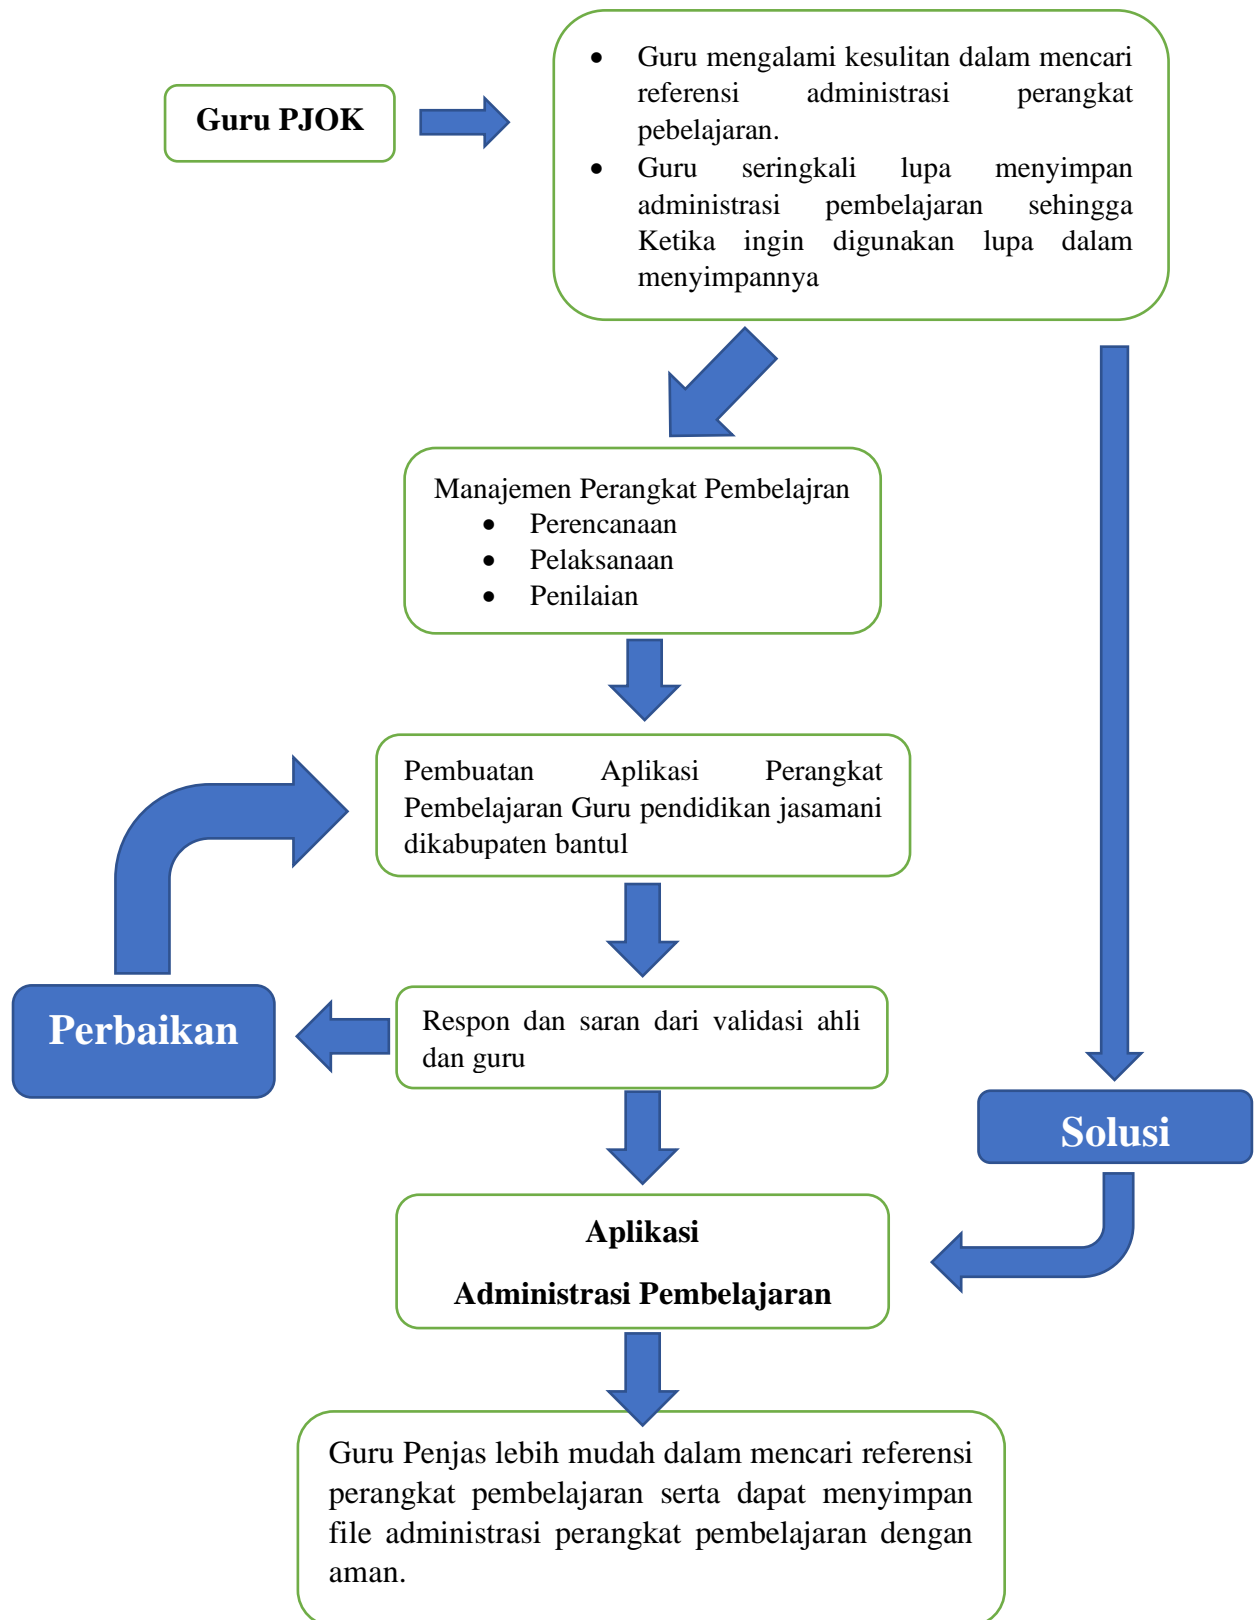 Guru PJOK
• Guru mengalami kesulitan dalam mencari
referensi administrasi perangkat
pebelajaran.
• Guru seringkali lupa menyimpan
administrasi pembelajaran sehingga
Ketika ingin digunakan lupa dalam
menyimpannya
Manajemen Perangkat Pembelajran
• Perencanaan
• Pelaksanaan
• Penilaian
Pembuatan Aplikasi Perangkat
Pembelajaran Guru pendidikan jasamani
dikabupaten bantul
Perbaikan
Respon dan saran dari validasi ahli
dan guru
Solusi
Aplikasi
Administrasi Pembelajaran
Guru Penjas lebih mudah dalam mencari referensi
perangkat pembelajaran serta dapat menyimpan
file administrasi perangkat pembelajaran dengan
aman.